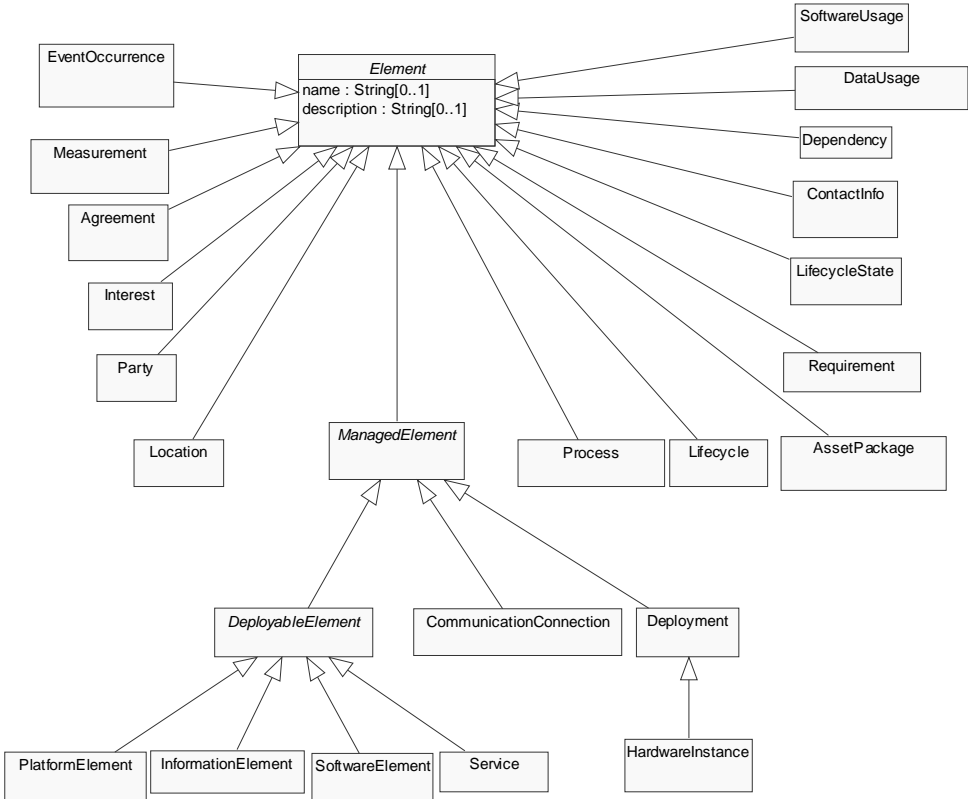 SoftwareUsage
EventOccurrence
Element
name : String[0..1]
description : String[0..1]
DataUsage
Dependency
Measurement
ContactInfo
Agreement
LifecycleState
Interest
Party
Requirement
ManagedElement
Location
Process
Lifecycle
AssetPackage
DeployableElement
CommunicationConnection
Deployment
PlatformElement
InformationElement
SoftwareElement
Service
HardwareInstance